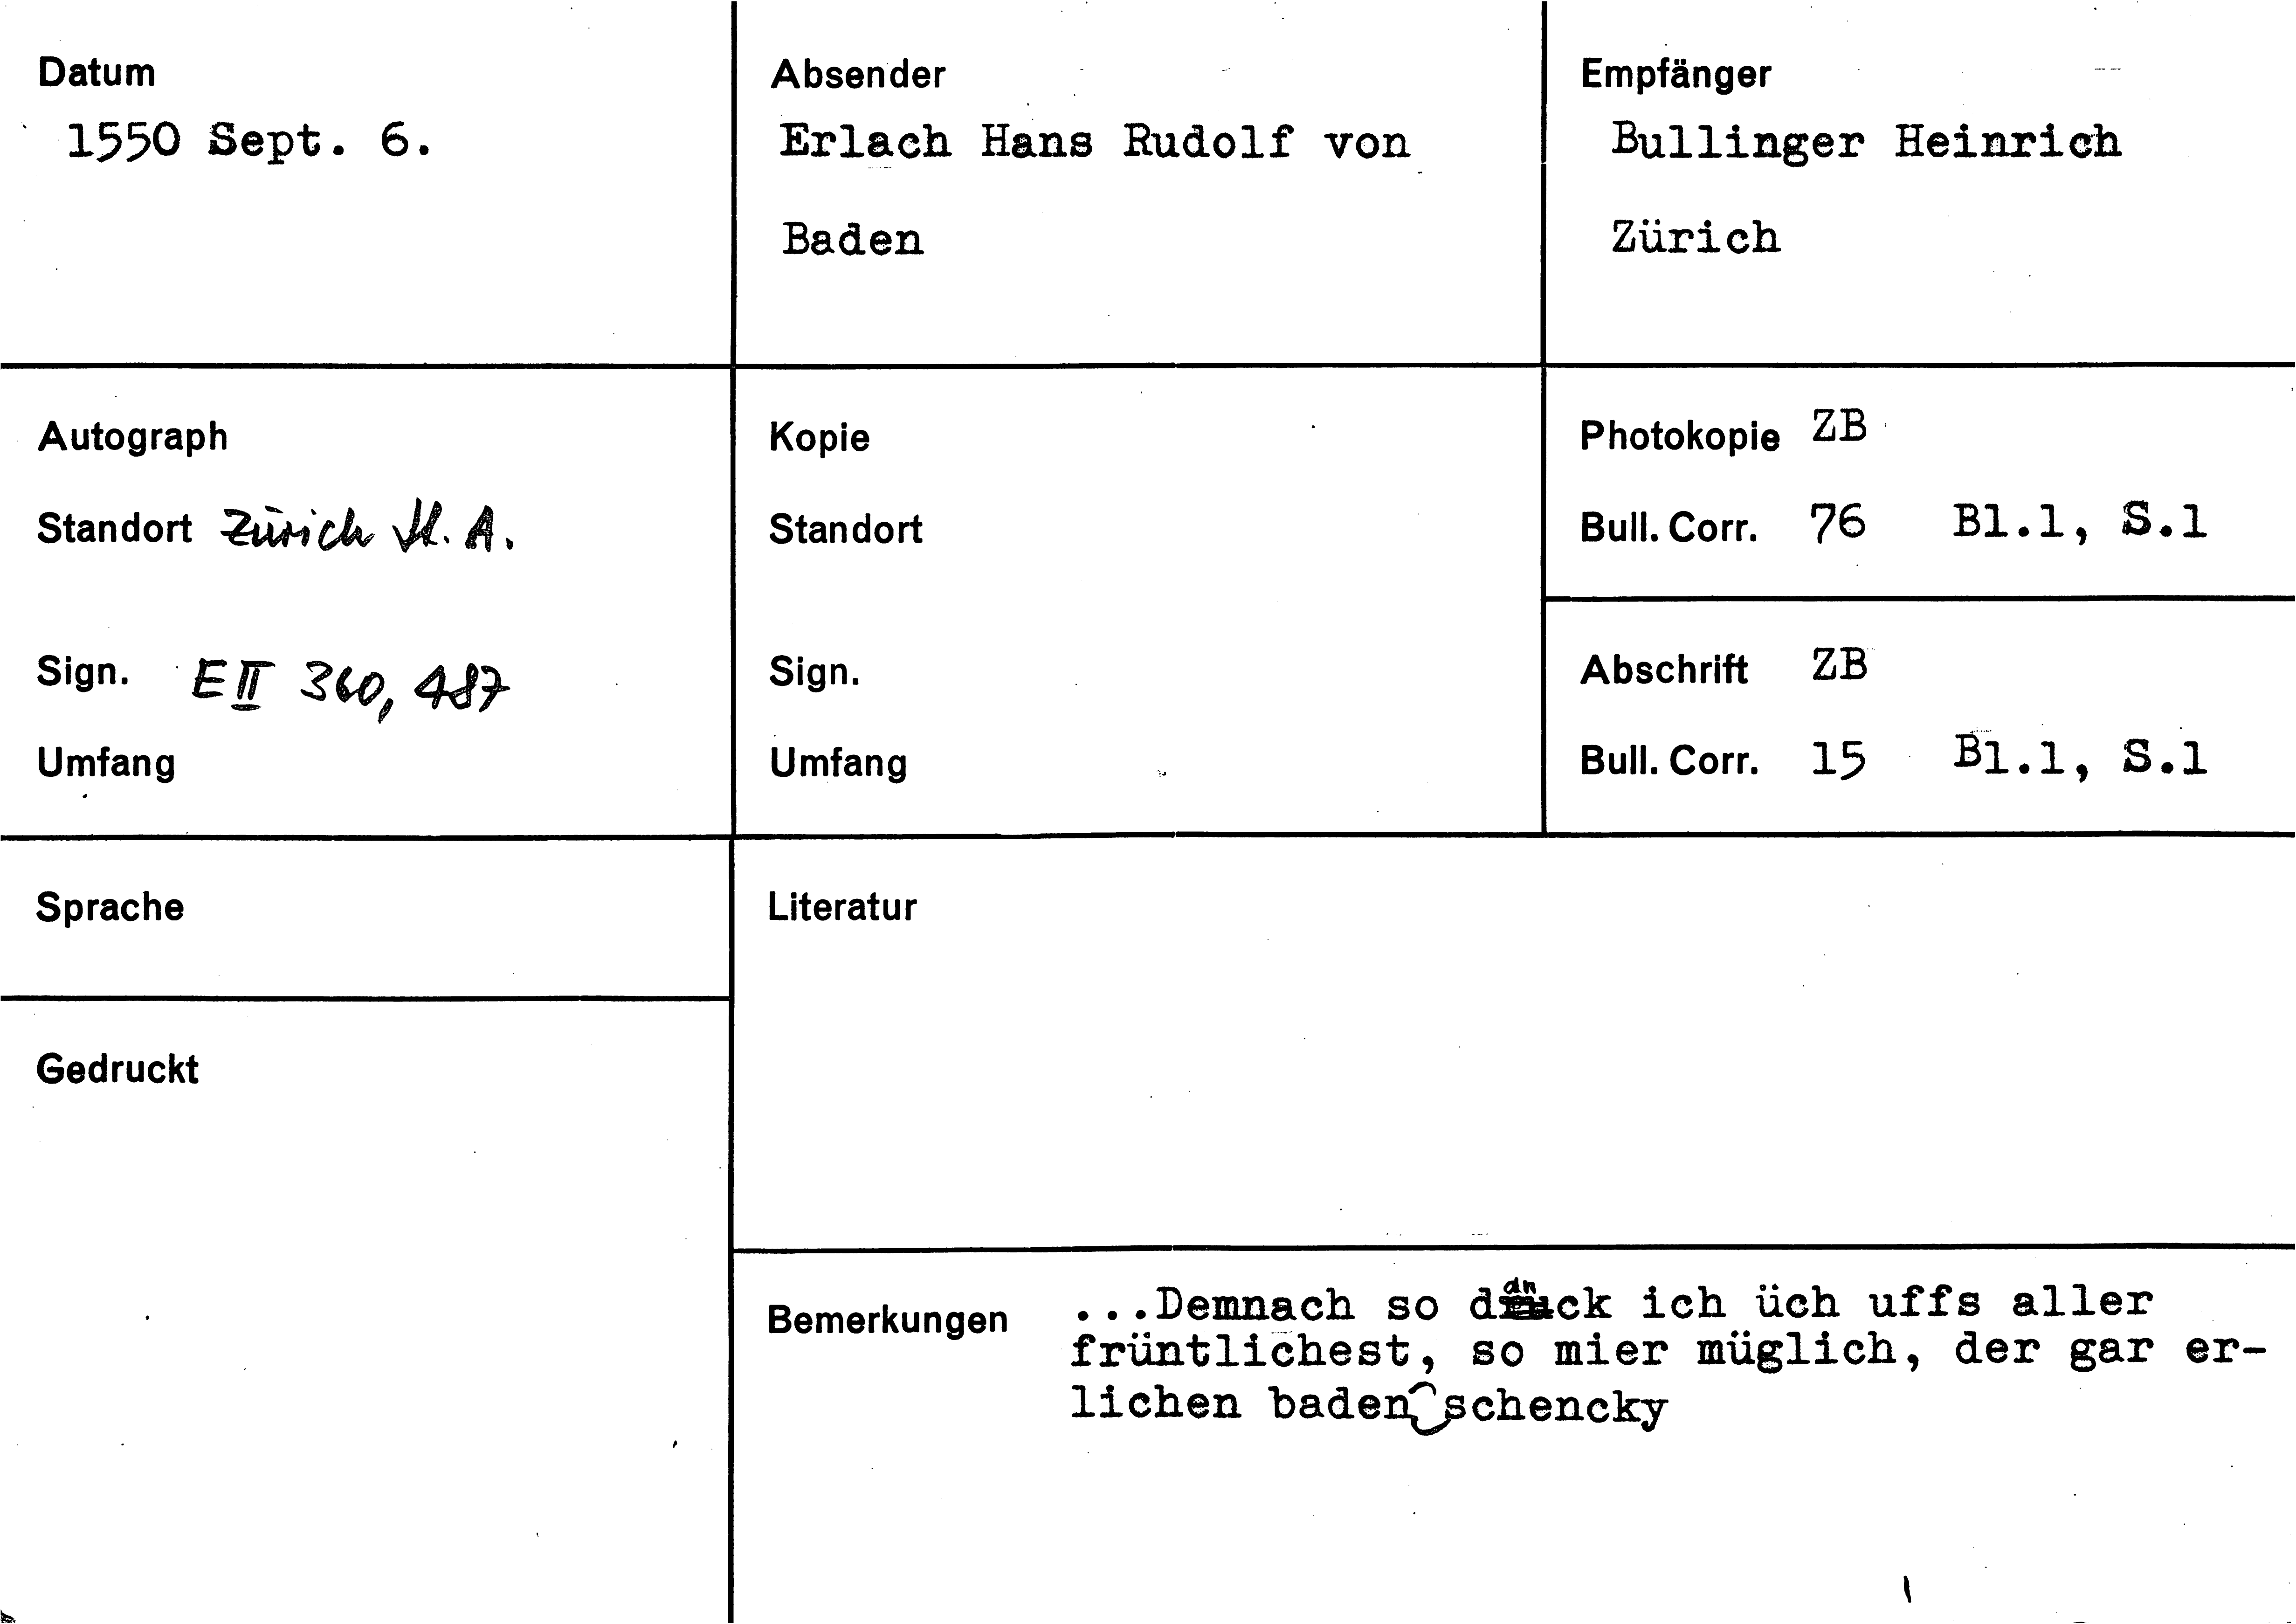 Datum
1550 Sept. 6.
Absender
Erlach Hans Rudolf von
Baden
Empfänger
Bullinger Heinrich
Zürich
Autograph
Standort Zürich St. A.
Sign. E II 360, 487
Umfang
Kopie
Standort
Sign.
Umfang
Photokopie ZB
Bull. Corr. 76 Bl.1, S.1
Abschrift ZB
Bull. Corr. 15 Bl.1, S.1
Sprache
Gedruckt
Literatur
Bemerkungen ...Demnach so danck ich üch uffs aller
früntlichest, so mier müglich, der gar er-
lichen badenschencky